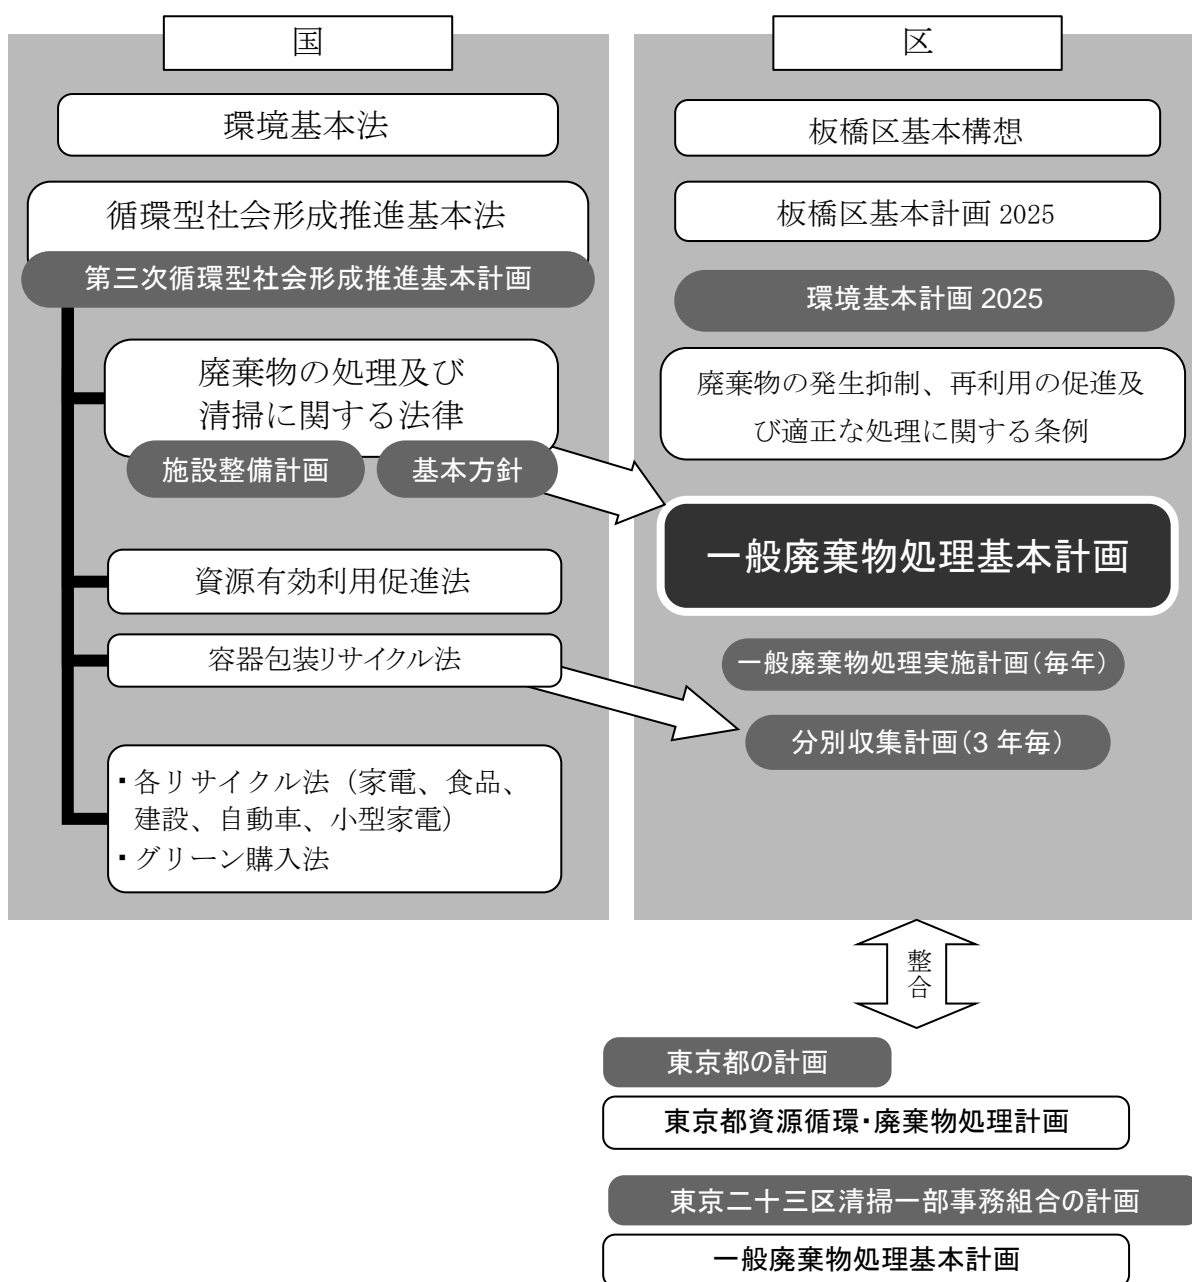 国
環境基本法
循環型社会形成推進基本法
第三次循環型社会形成推進基本計画
廃棄物の処理及び
清掃に関する法律
施設整備計画
基本方針
資源有効利用促進法
容器包装リサイクル法
・各リサイクル法（家電、食品、
建設、自動車、小型家電）
・グリーン購入法
区
板橋区基本構想
板橋区基本計画 2025
環境基本計画 2025
廃棄物の発生抑制、再利用の促進及
び適正な処理に関する条例
一般廃棄物処理基本計画
一般廃棄物処理実施計画（毎年）
分別収集計画（3 年毎）
整
合
東京都の計画
東京都資源循環・廃棄物処理計画
東京二十三区清掃一部事務組合の計画
一般廃棄物処理基本計画